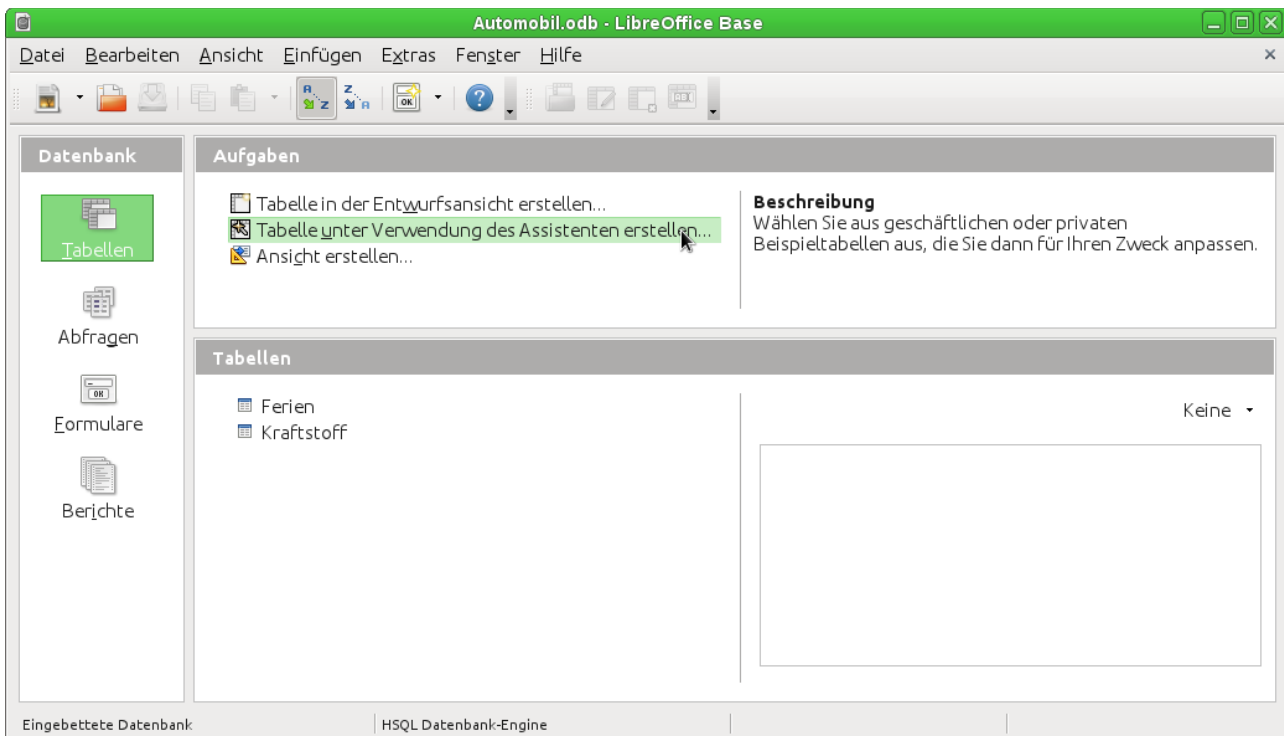 Automobil.odb - LibreOffice Base
Datei Bearbeiten Ansicht Einfügen Extras Fenster Hilfe
Datenbank
Tabellen
Abfragen
Formulare
Berichte
Aufgaben
Tabelle in der Entwurfsansicht erstellen...
Tabelle unter Verwendung des Assistenten erstellen...
Ansicht erstellen...
Beschreibung
Wählen Sie aus geschäftlichen oder privaten
Beispieltabellen aus, die Sie dann für Ihren Zweck anpassen.
Tabellen
Ferien
Kraftstoff
Keine
Eingebettete Datenbank
HSQL Datenbank-Engine